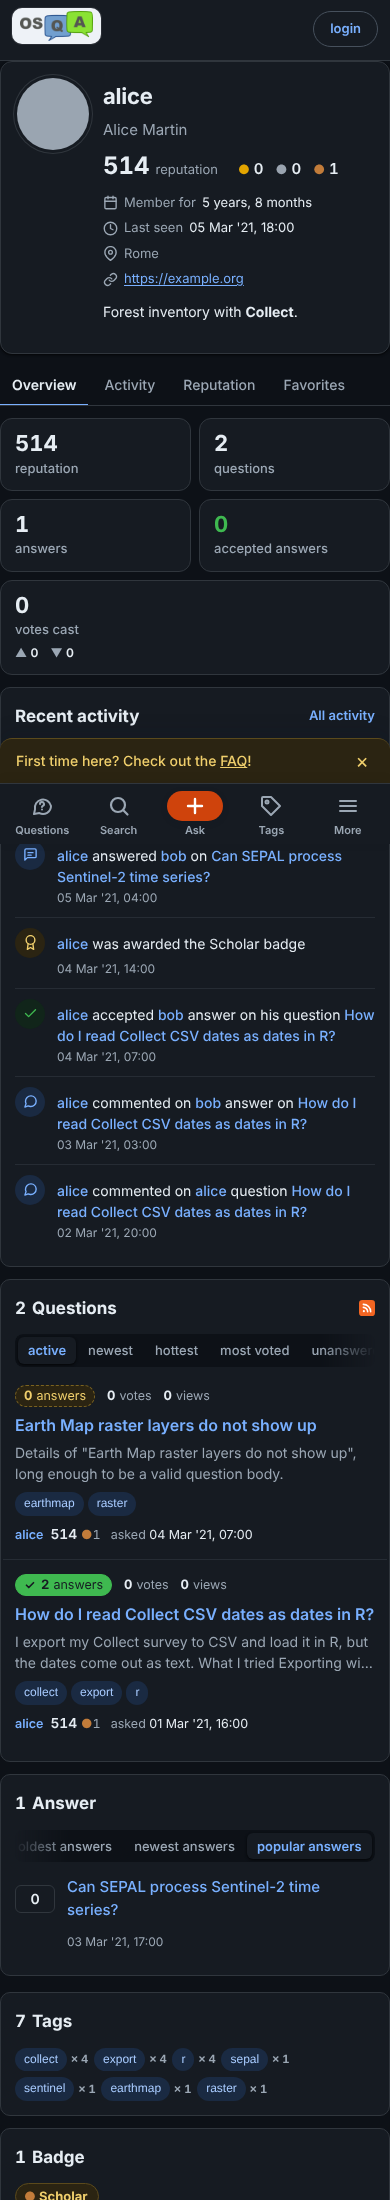 OS Q A
login
alice
Alice Martin
514 reputation 0 0 1
Member for 5 years, 8 months
Last seen 05 Mar '21, 18:00
Rome
https://example.org
Forest inventory with Collect.
Overview Activity Reputation Favorites
514
reputation
2
questions
1
answers
0
accepted answers
0
votes cast
▲ 0 ▼ 0
Recent activity All activity
First time here? Check out the FAQ! ×
Questions Search Ask Tags More
alice answered bob on Can SEPAL process
Sentinel-2 time series?
05 Mar '21, 04:00
alice was awarded the Scholar badge
04 Mar '21, 14:00
alice accepted bob answer on his question How
do I read Collect CSV dates as dates in R?
04 Mar '21, 07:00
alice commented on bob answer on How do I
read Collect CSV dates as dates in R?
03 Mar '21, 03:00
alice commented on alice question How do I
read Collect CSV dates as dates in R?
02 Mar '21, 20:00
2 Questions
active newest hottest most voted unanswe
0 answers 0 votes 0 views
Earth Map raster layers do not show up
Details of "Earth Map raster layers do not show up",
long enough to be a valid question body.
earthmap raster
alice 514 1 asked 04 Mar '21, 07:00
✓ 2 answers 0 votes 0 views
How do I read Collect CSV dates as dates in R?
I export my Collect survey to CSV and load it in R, but
the dates come out as text. What I tried Exporting wi...
collect export r
alice 514 1 asked 01 Mar '21, 16:00
1 Answer
oldest answers newest answers popular answers
0
Can SEPAL process Sentinel-2 time
series?
03 Mar '21, 17:00
7 Tags
collect × 4 export × 4 r × 4 sepal × 1
sentinel × 1 earthmap × 1 raster × 1
1 Badge
Scholar